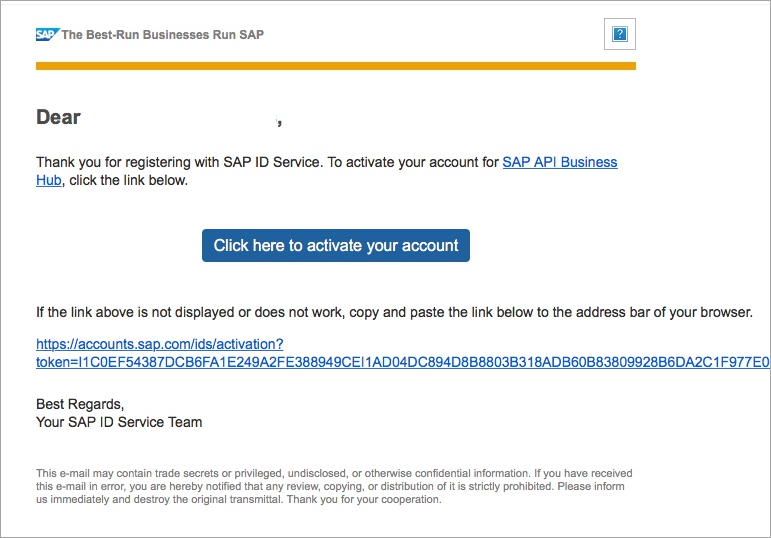 SAP The Best-Run Businesses Run SAP
?
Dear ,
Thank you for registering with SAP ID Service. To activate your account for SAP API Business
Hub, click the link below.
Click here to activate your account
If the link above is not displayed or does not work, copy and paste the link below to the address bar of your browser.
https://accounts.sap.com/ids/activation?
token=I1C0EF54387DCB6FA1E249A2FE388949CEI1AD04DC894D8B8803B318ADB60B83809928B6DA2C1F977E0
Best Regards,
Your SAP ID Service Team
This e-mail may contain trade secrets or privileged, undisclosed, or otherwise confidential information. If you have received
this e-mail in error, you are hereby notified that any review, copying, or distribution of it is strictly prohibited. Please inform
us immediately and destroy the original transmittal. Thank you for your cooperation.